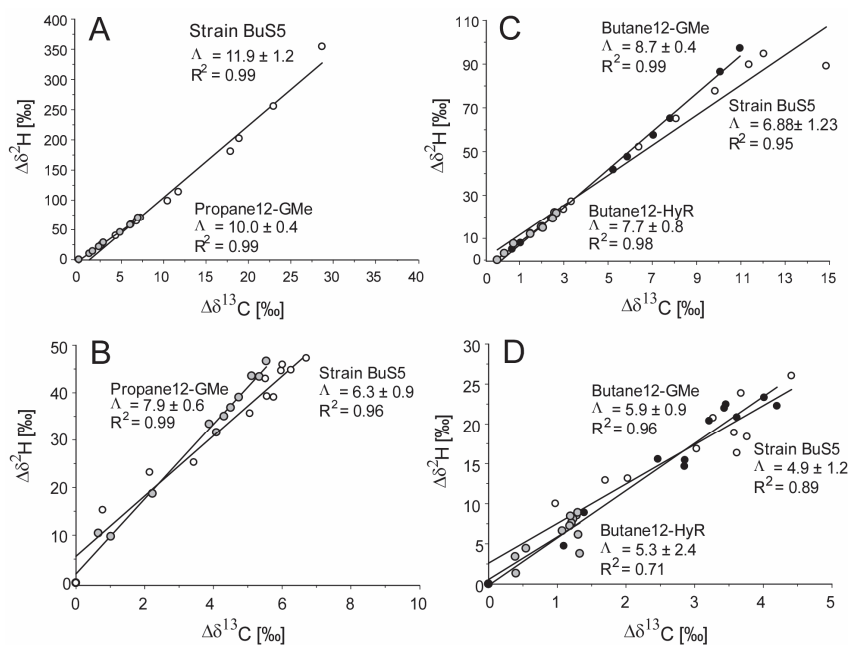 A
Strain BuS5
Λ = 11.9 ± 1.2
R² = 0.99
Propane12-GMe
Λ = 10.0 ± 0.4
R² = 0.99
400
350
300
250
200
150
100
50
0
Δδ²H [‰]
0 5 10 15 20 25 30 35 40
Δδ¹³C [‰]
C
Butane12-GMe
Λ = 8.7 ± 0.4
R² = 0.99
Strain BuS5
Λ = 6.88± 1.23
R² = 0.95
Butane12-HyR
Λ = 7.7 ± 0.8
R² = 0.98
110
90
70
50
30
10
0
Δδ²H [‰]
0 1 3 5 7 9 11 13 15
Δδ¹³C [‰]
B
Propane12-GMe
Λ = 7.9 ± 0.6
R² = 0.99
Strain BuS5
Λ = 6.3 ± 0.9
R² = 0.96
50
40
30
20
10
0
Δδ²H [‰]
0 2 4 6 8 10
Δδ¹³C [‰]
D
Butane12-GMe
Λ = 5.9 ± 0.9
R² = 0.96
Strain BuS5
Λ = 4.9 ± 1.2
R² = 0.89
Butane12-HyR
Λ = 5.3 ± 2.4
R² = 0.71
30
25
20
15
10
5
0
Δδ²H [‰]
0 1 2 3 4 5
Δδ¹³C [‰]